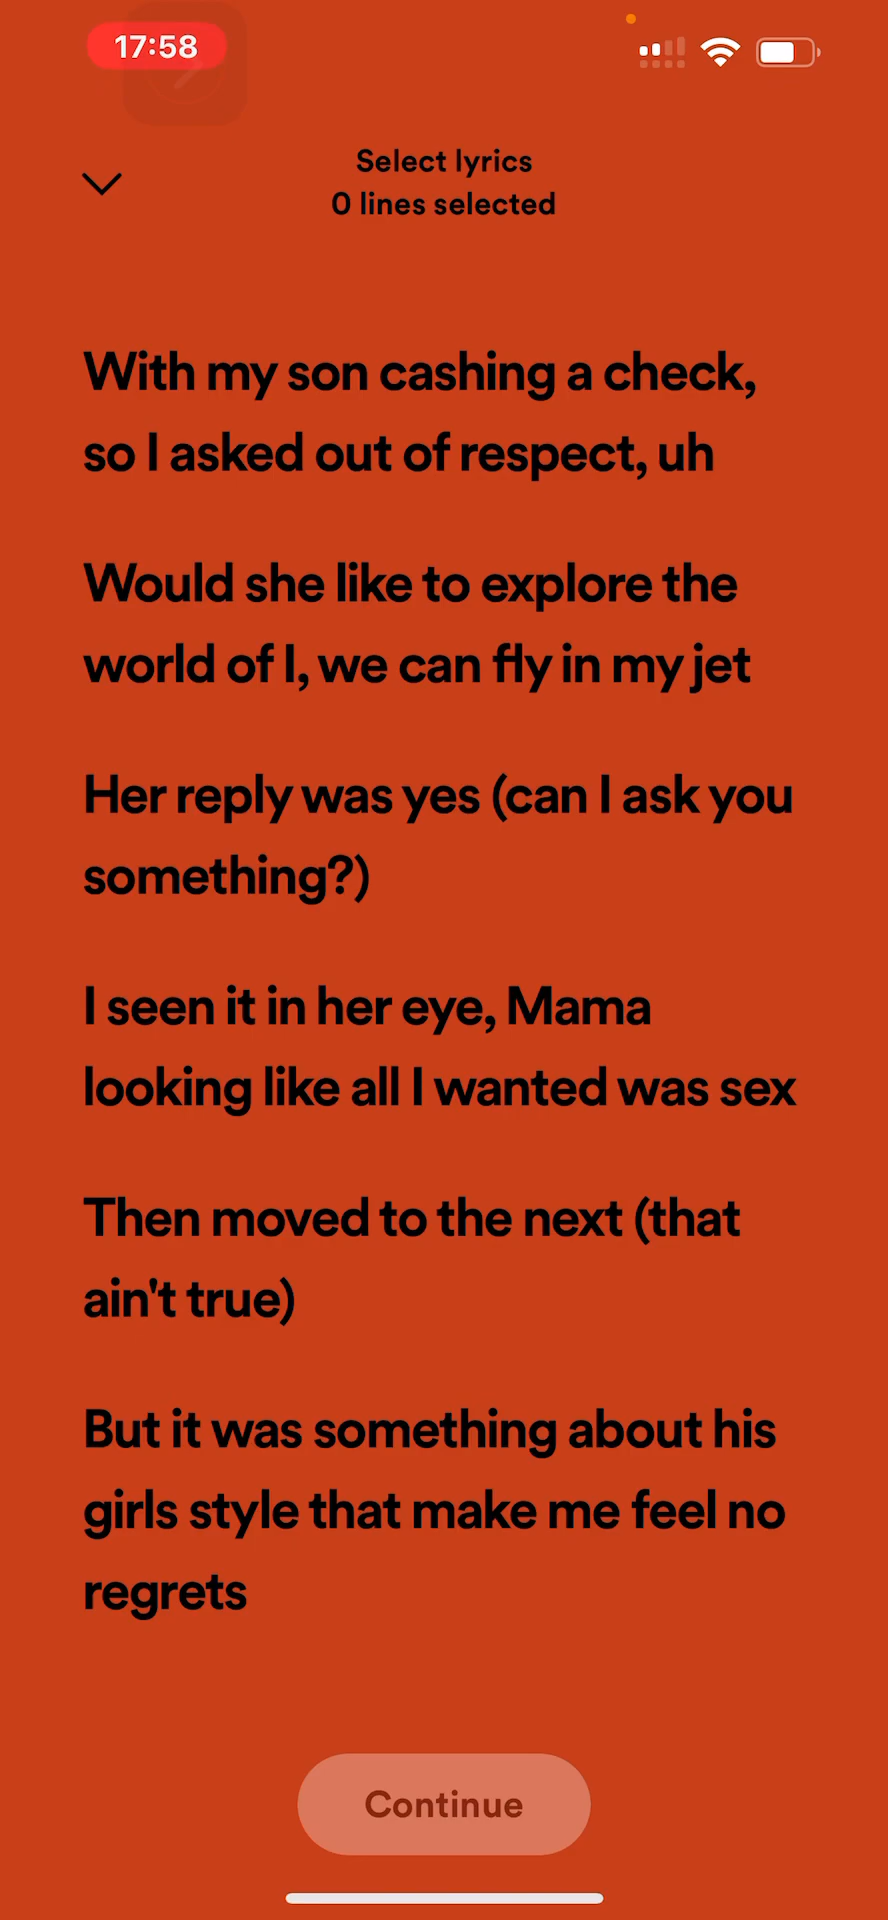 17:58
Select lyrics
0 lines selected
With my son cashing a check,
so I asked out of respect, uh
Would she like to explore the
world of I, we can fly in my jet
Her reply was yes (can I ask you
something?)
I seen it in her eye, Mama
looking like all I wanted was sex
Then moved to the next (that
ain't true)
But it was something about his
girls style that make me feel no
regrets
Continue